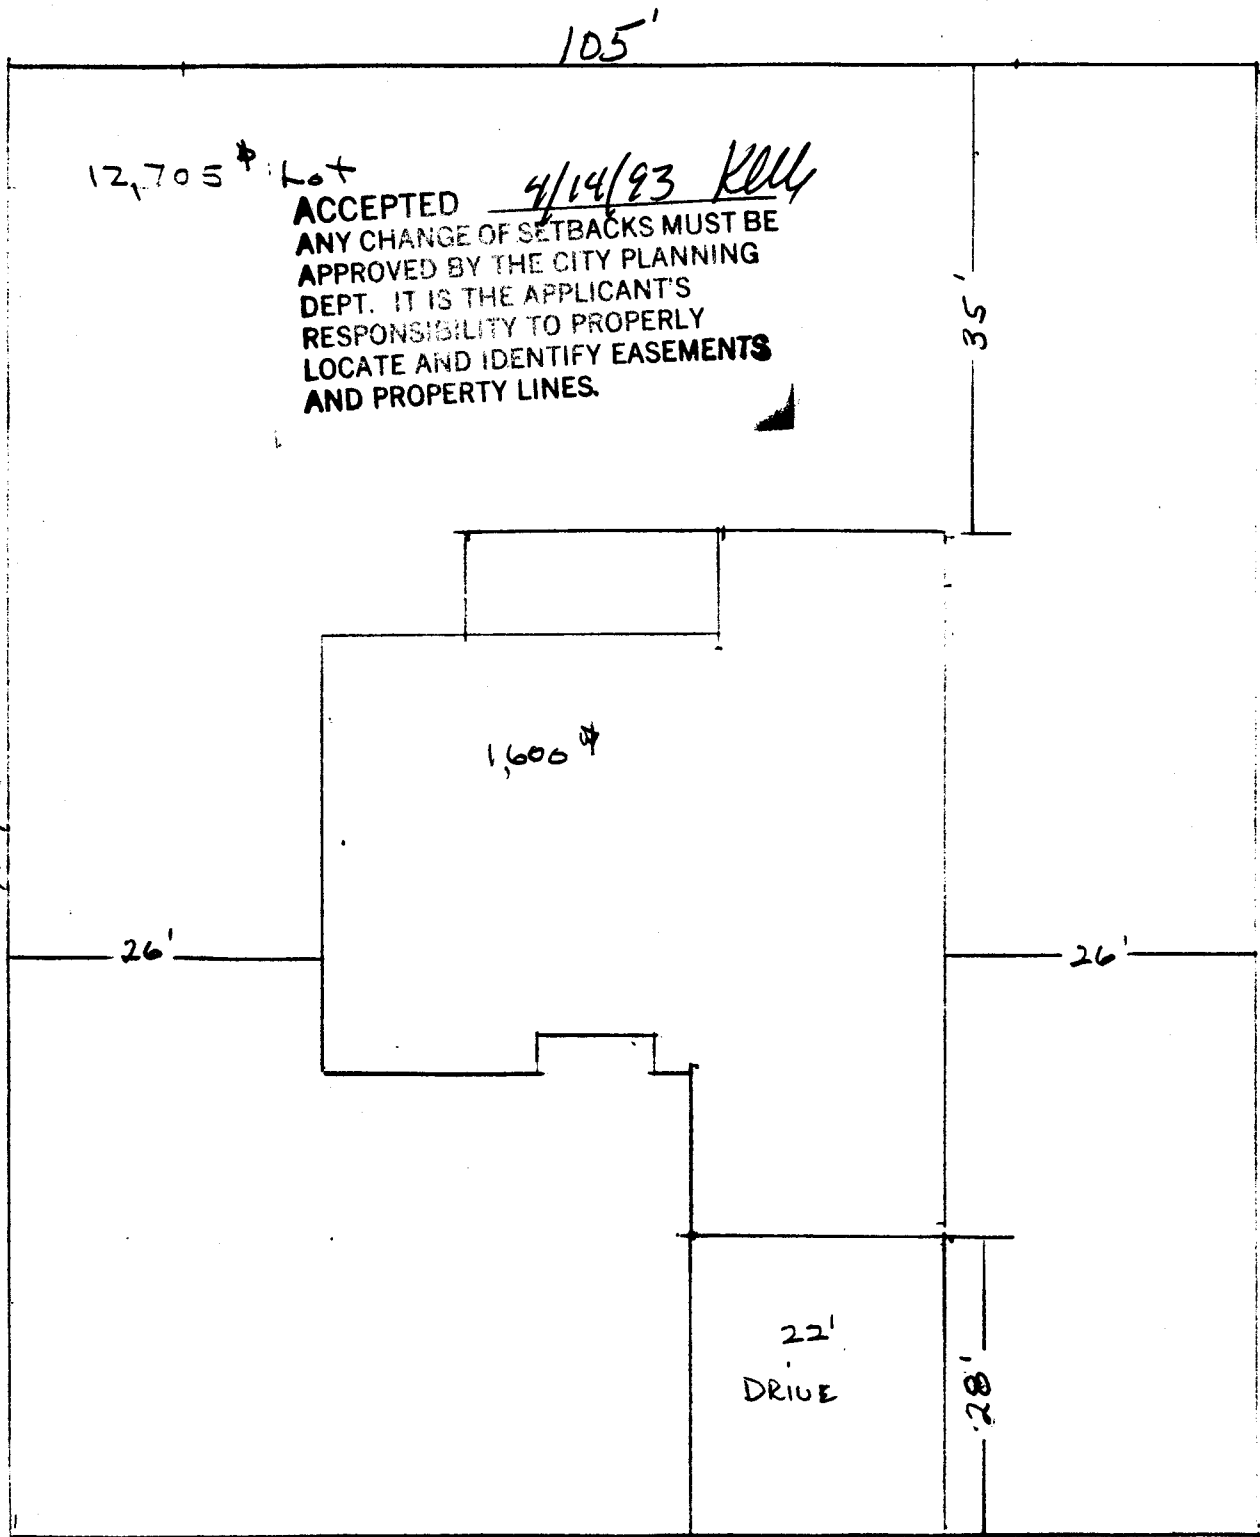 105'
12,705 Lot
ACCEPTED 4/14/93
ANY CHANGE OF SETBACKS MUST BE
APPROVED BY THE CITY PLANNING
DEPT. IT IS THE APPLICANT'S
RESPONSIBILITY TO PROPERLY
LOCATE AND IDENTIFY EASEMENTS
AND PROPERTY LINES.
35'
1,600
26'
26'
22'
DRIVE
28'